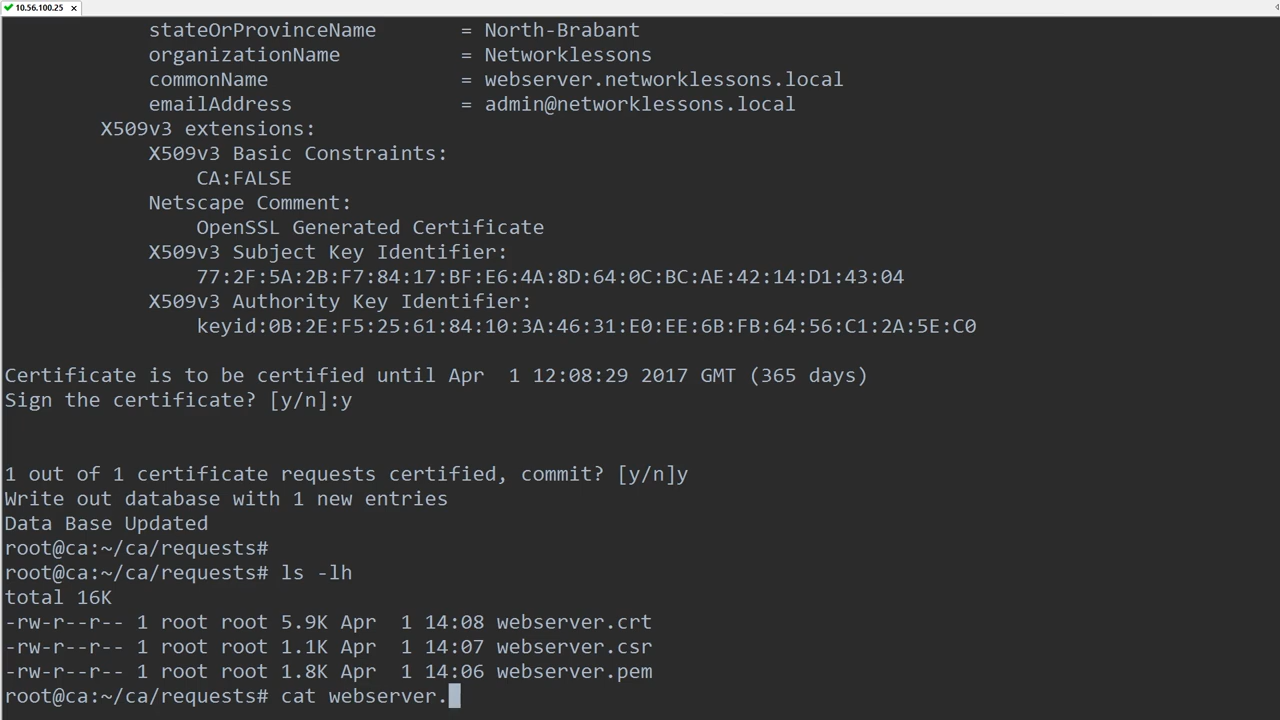 10.56.100.25
stateOrProvinceName = North-Brabant
organizationName = Networklessons
commonName = webserver.networklessons.local
emailAddress = admin@networklessons.local
X509v3 extensions:
X509v3 Basic Constraints:
CA:FALSE
Netscape Comment:
OpenSSL Generated Certificate
X509v3 Subject Key Identifier:
77:2F:5A:2B:F7:84:17:BF:E6:4A:8D:64:0C:BC:AE:42:14:D1:43:04
X509v3 Authority Key Identifier:
keyid:0B:2E:F5:25:61:84:10:3A:46:31:E0:EE:6B:FB:64:56:C1:2A:5E:C0
Certificate is to be certified until Apr  1 12:08:29 2017 GMT (365 days)
Sign the certificate? [y/n]:y
1 out of 1 certificate requests certified, commit? [y/n]y
Write out database with 1 new entries
Data Base Updated
root@ca:~/ca/requests#
root@ca:~/ca/requests# ls -lh
total 16K
-rw-r--r-- 1 root root 5.9K Apr  1 14:08 webserver.crt
-rw-r--r-- 1 root root 1.1K Apr  1 14:07 webserver.csr
-rw-r--r-- 1 root root 1.8K Apr  1 14:06 webserver.pem
root@ca:~/ca/requests# cat webserver.